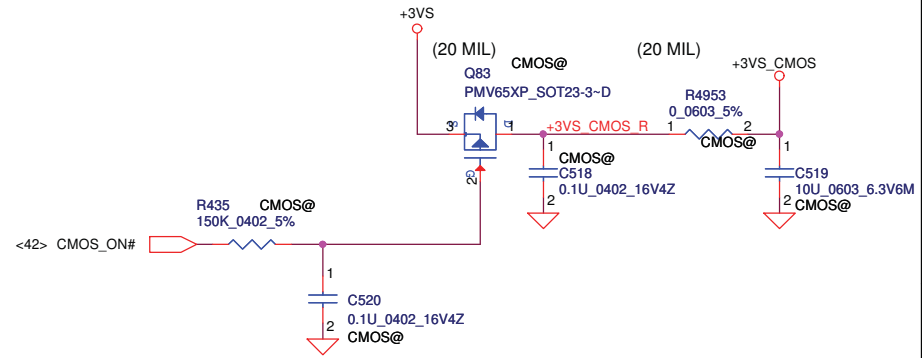 +3VS
(20 MIL)
CMOS@
(20 MIL)
Q83
PMV65XP_SOT23-3~D
+3VS_CMOS
R4953
0_0603_5%
3
S
D
1
+3VS_CMOS_R
1
2
CMOS@
G
2
1
CMOS@
C518
0.1U_0402_16V4Z
2
1
C519
10U_0603_6.3V6M
2
CMOS@
R435
CMOS@
150K_0402_5%
<42> CMOS_ON#
1
C520
0.1U_0402_16V4Z
2
CMOS@